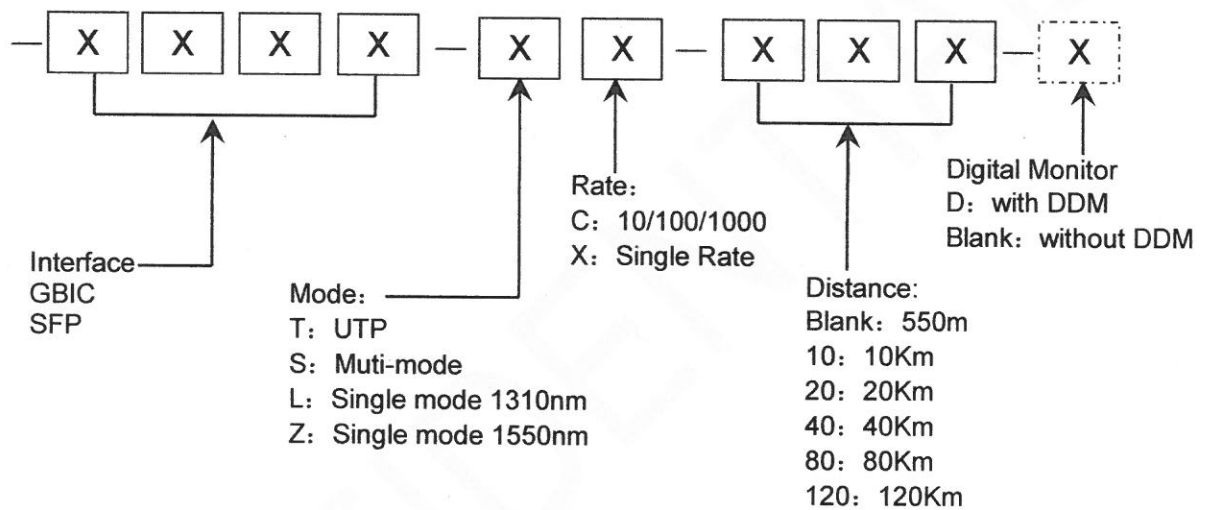 — X X X X — X X — X X X — X
Interface
GBIC
SFP
Mode：
T：UTP
S：Muti-mode
L：Single mode 1310nm
Z：Single mode 1550nm
Rate：
C：10/100/1000
X：Single Rate
Distance:
Blank：550m
10：10Km
20：20Km
40：40Km
80：80Km
120：120Km
Digital Monitor
D：with DDM
Blank：without DDM